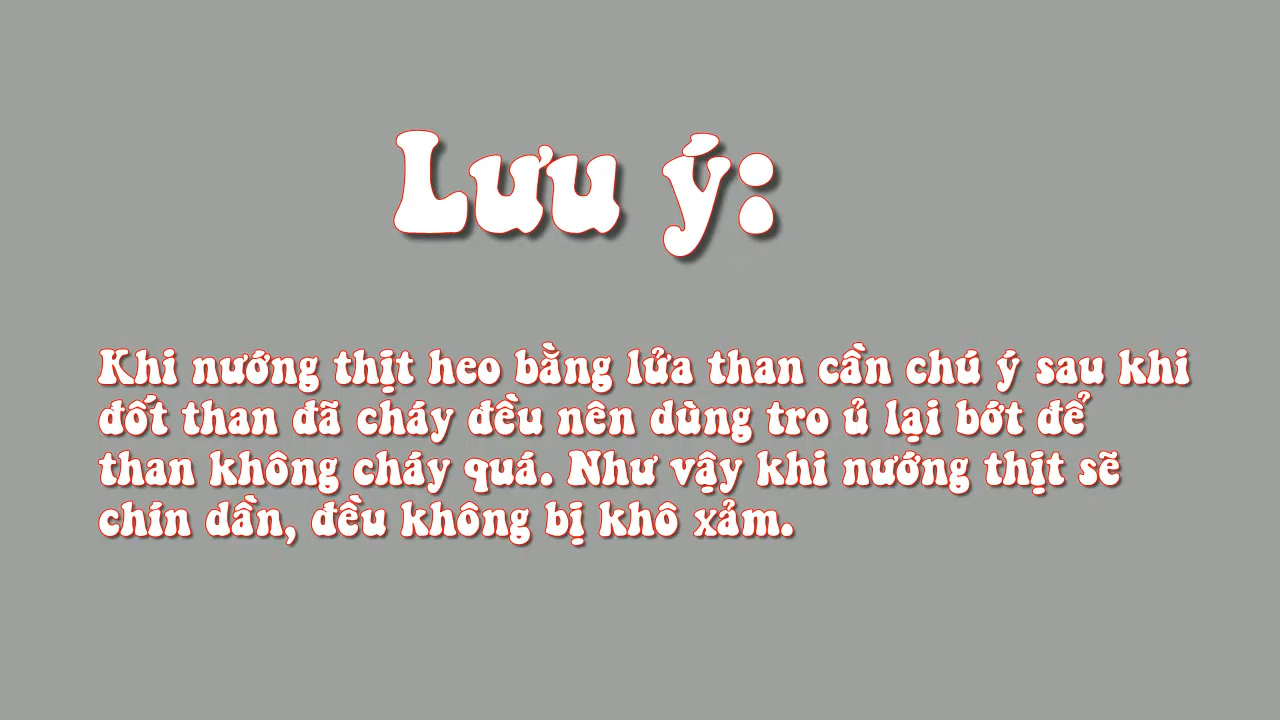 Lưu ý:
Khi nướng thịt heo bằng lửa than cần chú ý sau khi
đốt than đã cháy đều nên dùng tro ủ lại bớt để
than không cháy quá. Như vậy khi nướng thịt sẽ
chín dần, đều không bị khô xảm.